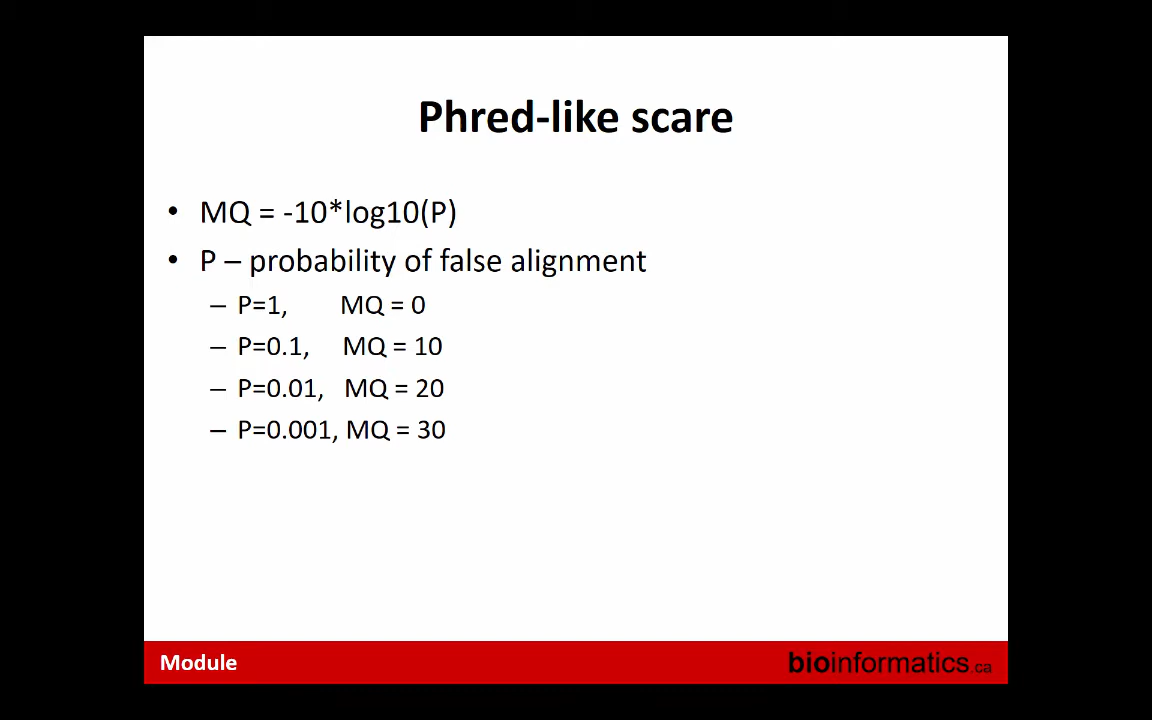 Phred-like scare
• MQ = -10*log10(P)
• P – probability of false alignment
– P=1, MQ = 0
– P=0.1, MQ = 10
– P=0.01, MQ = 20
– P=0.001, MQ = 30
Module
bioinformatics.ca